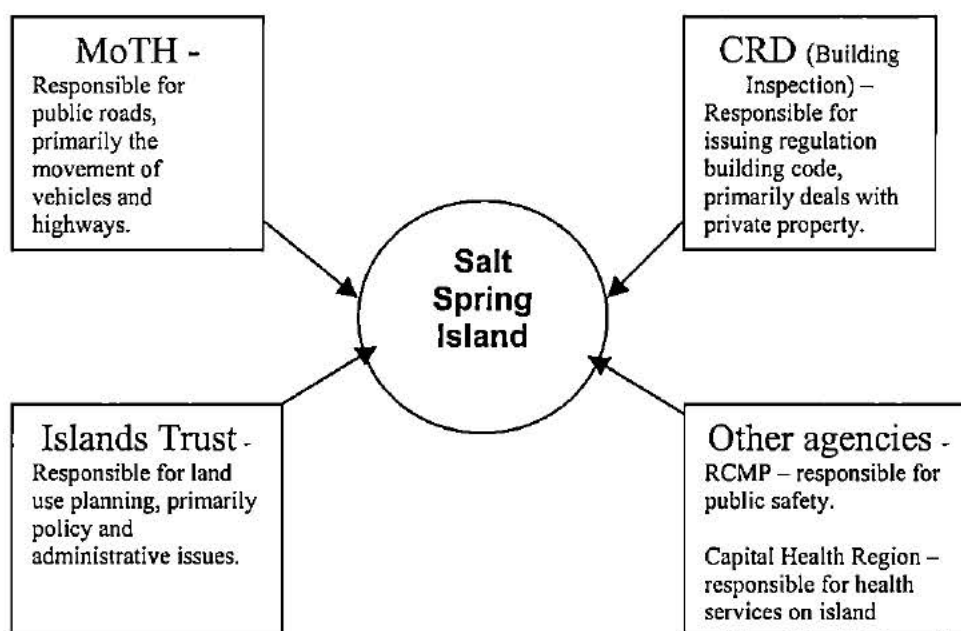 MoTH -
Responsible for
public roads,
primarily the
movement of
vehicles and
highways.
CRD (Building
Inspection) –
Responsible for
issuing regulation
building code,
primarily deals with
private property.
Salt
Spring
Island
Islands Trust -
Responsible for land
use planning, primarily
policy and
administrative issues.
Other agencies -
RCMP – responsible for
public safety.
Capital Health Region –
responsible for health
services on island